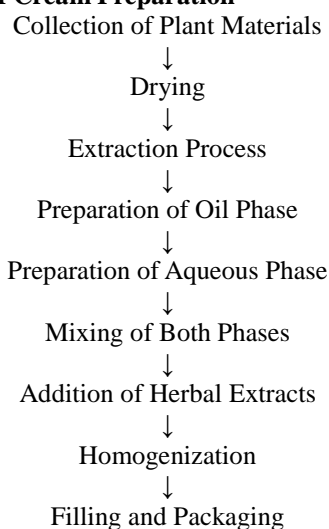 Cream Preparation
Collection of Plant Materials
↓
Drying
↓
Extraction Process
↓
Preparation of Oil Phase
↓
Preparation of Aqueous Phase
↓
Mixing of Both Phases
↓
Addition of Herbal Extracts
↓
Homogenization
↓
Filling and Packaging